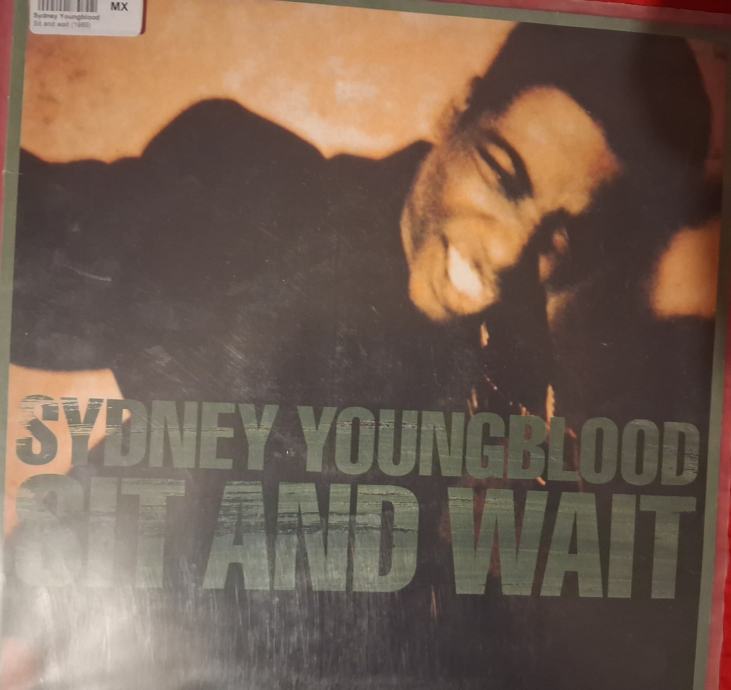 MX
Sydney Youngblood
Sit and wait (1989)
SYDNEY YOUNGBLOOD
SIT AND WAIT